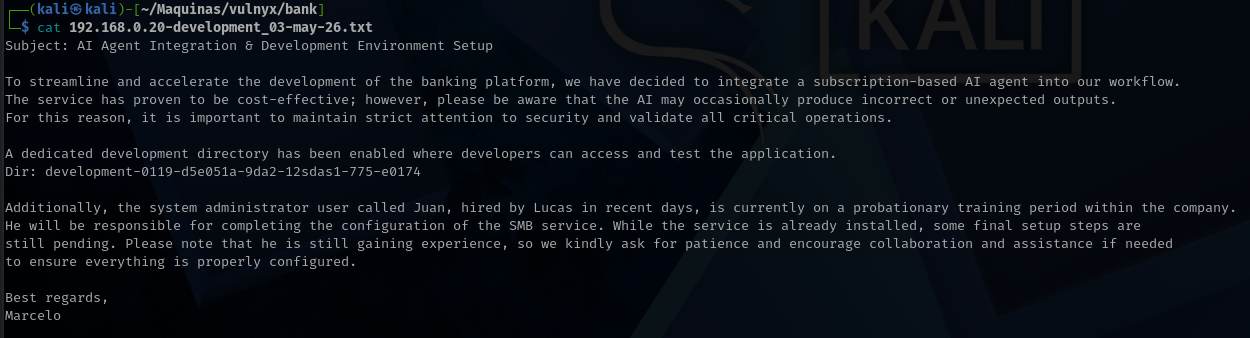 (kali㉿kali)-[~/Maquinas/vulnyx/bank]
$ cat 192.168.0.20-development_03-may-26.txt
Subject: AI Agent Integration & Development Environment Setup
To streamline and accelerate the development of the banking platform, we have decided to integrate a subscription-based AI agent into our workflow.
The service has proven to be cost-effective; however, please be aware that the AI may occasionally produce incorrect or unexpected outputs.
For this reason, it is important to maintain strict attention to security and validate all critical operations.
A dedicated development directory has been enabled where developers can access and test the application.
Dir: development-0119-d5e051a-9da2-12sdas1-775-e0174
Additionally, the system administrator user called Juan, hired by Lucas in recent days, is currently on a probationary training period within the company.
He will be responsible for completing the configuration of the SMB service. While the service is already installed, some final setup steps are
still pending. Please note that he is still gaining experience, so we kindly ask for patience and encourage collaboration and assistance if needed
to ensure everything is properly configured.
Best regards,
Marcelo
KALI